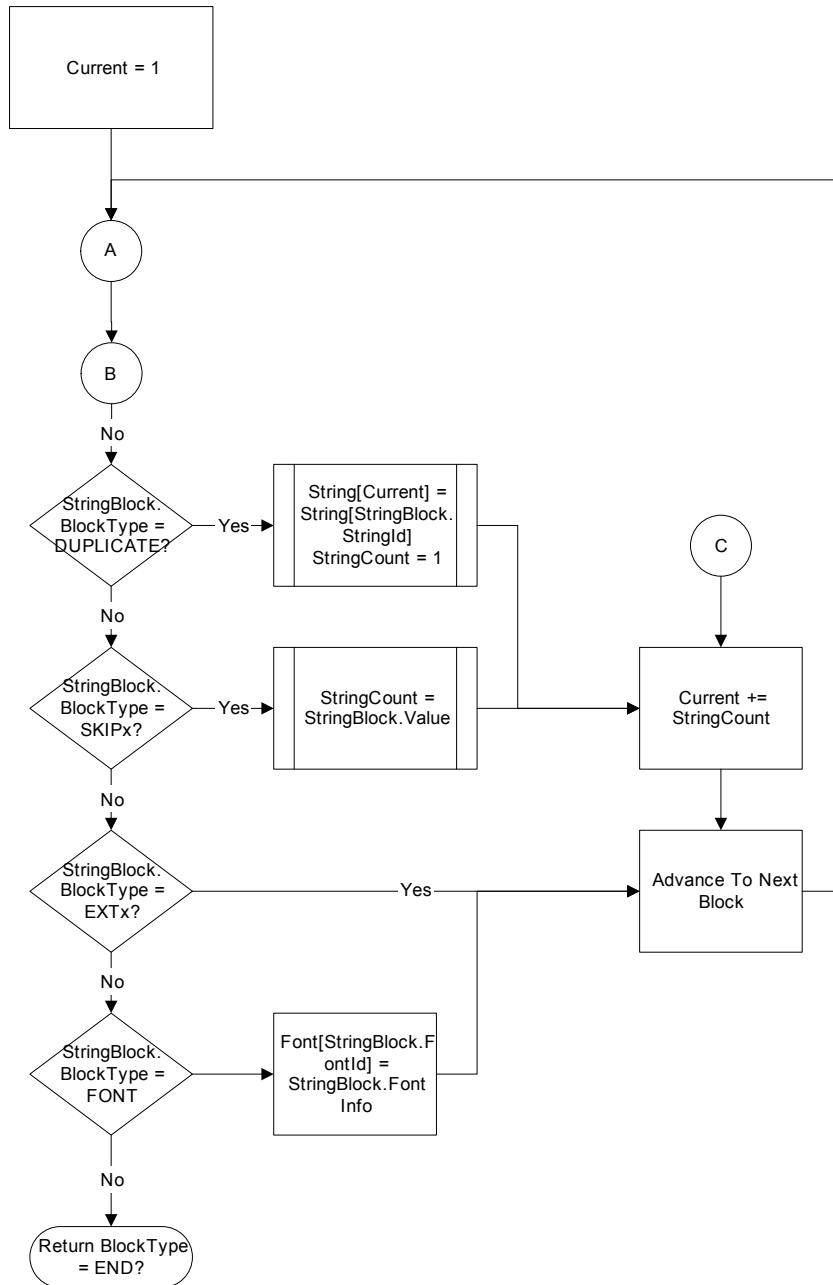 Current = 1
A
B
No
StringBlock.
BlockType =
DUPLICATE?
Yes
String[Current] =
String[StringBlock.
StringId]
StringCount = 1
C
No
StringBlock.
BlockType =
SKIPx?
Yes
StringCount =
StringBlock.Value
Current +=
StringCount
No
StringBlock.
BlockType =
EXTx?
Yes
Advance To Next
Block
No
StringBlock.
BlockType =
FONT
Font[StringBlock.F
ontId] =
StringBlock.Font
Info
No
Return BlockType
= END?